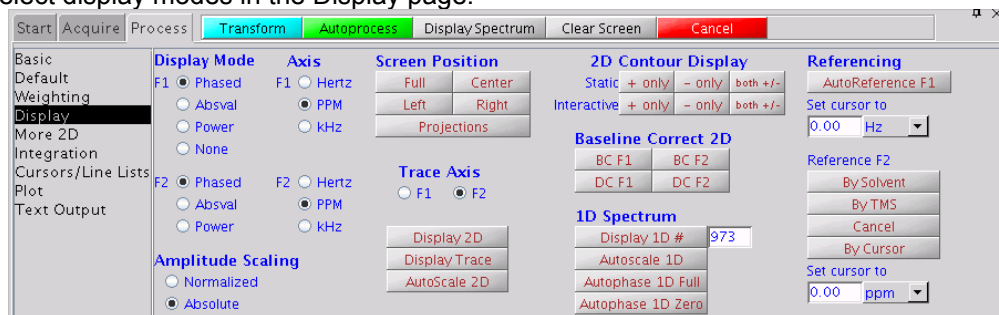 select display modes in the Display page.
Start Acquire Process Transform Autoprocess Display Spectrum Clear Screen Cancel
Basic
Default
Weighting
Display
More 2D
Integration
Cursors/Line Lists
Plot
Text Output
Display Mode Axis
F1 Phased F1 Hertz
Absval PPM
Power kHz
None
F2 Phased F2 Hertz
Absval PPM
Power kHz
Amplitude Scaling
Normalized
Absolute
Screen Position
Full Center
Left Right
Projections
Trace Axis
F1 F2
Display 2D
Display Trace
AutoScale 2D
2D Contour Display
Static + only - only both +/-
Interactive + only - only both +/-
Baseline Correct 2D
BC F1 BC F2
DC F1 DC F2
1D Spectrum
Display 1D # 973
Autoscale 1D
Autophase 1D Full
Autophase 1D Zero
Referencing
AutoReference F1
Set cursor to
0.00 Hz
Reference F2
By Solvent
By TMS
Cancel
By Cursor
Set cursor to
0.00 ppm